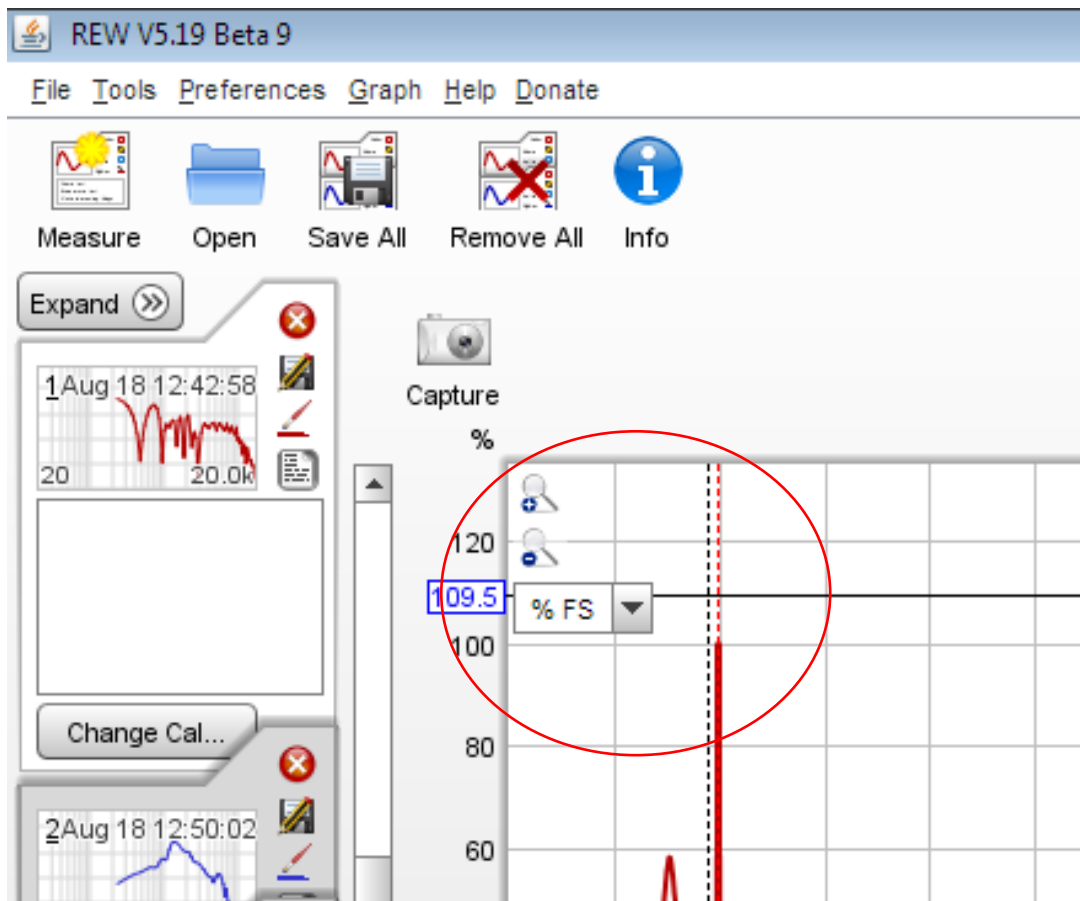 REW V5.19 Beta 9
File Tools Preferences Graph Help Donate
Measure Open Save All Remove All Info
Expand
1Aug 18 12:42:58
20 20.0k
Change Cal...
2Aug 18 12:50:02
Capture
%
120
109.5
% FS
100
80
60